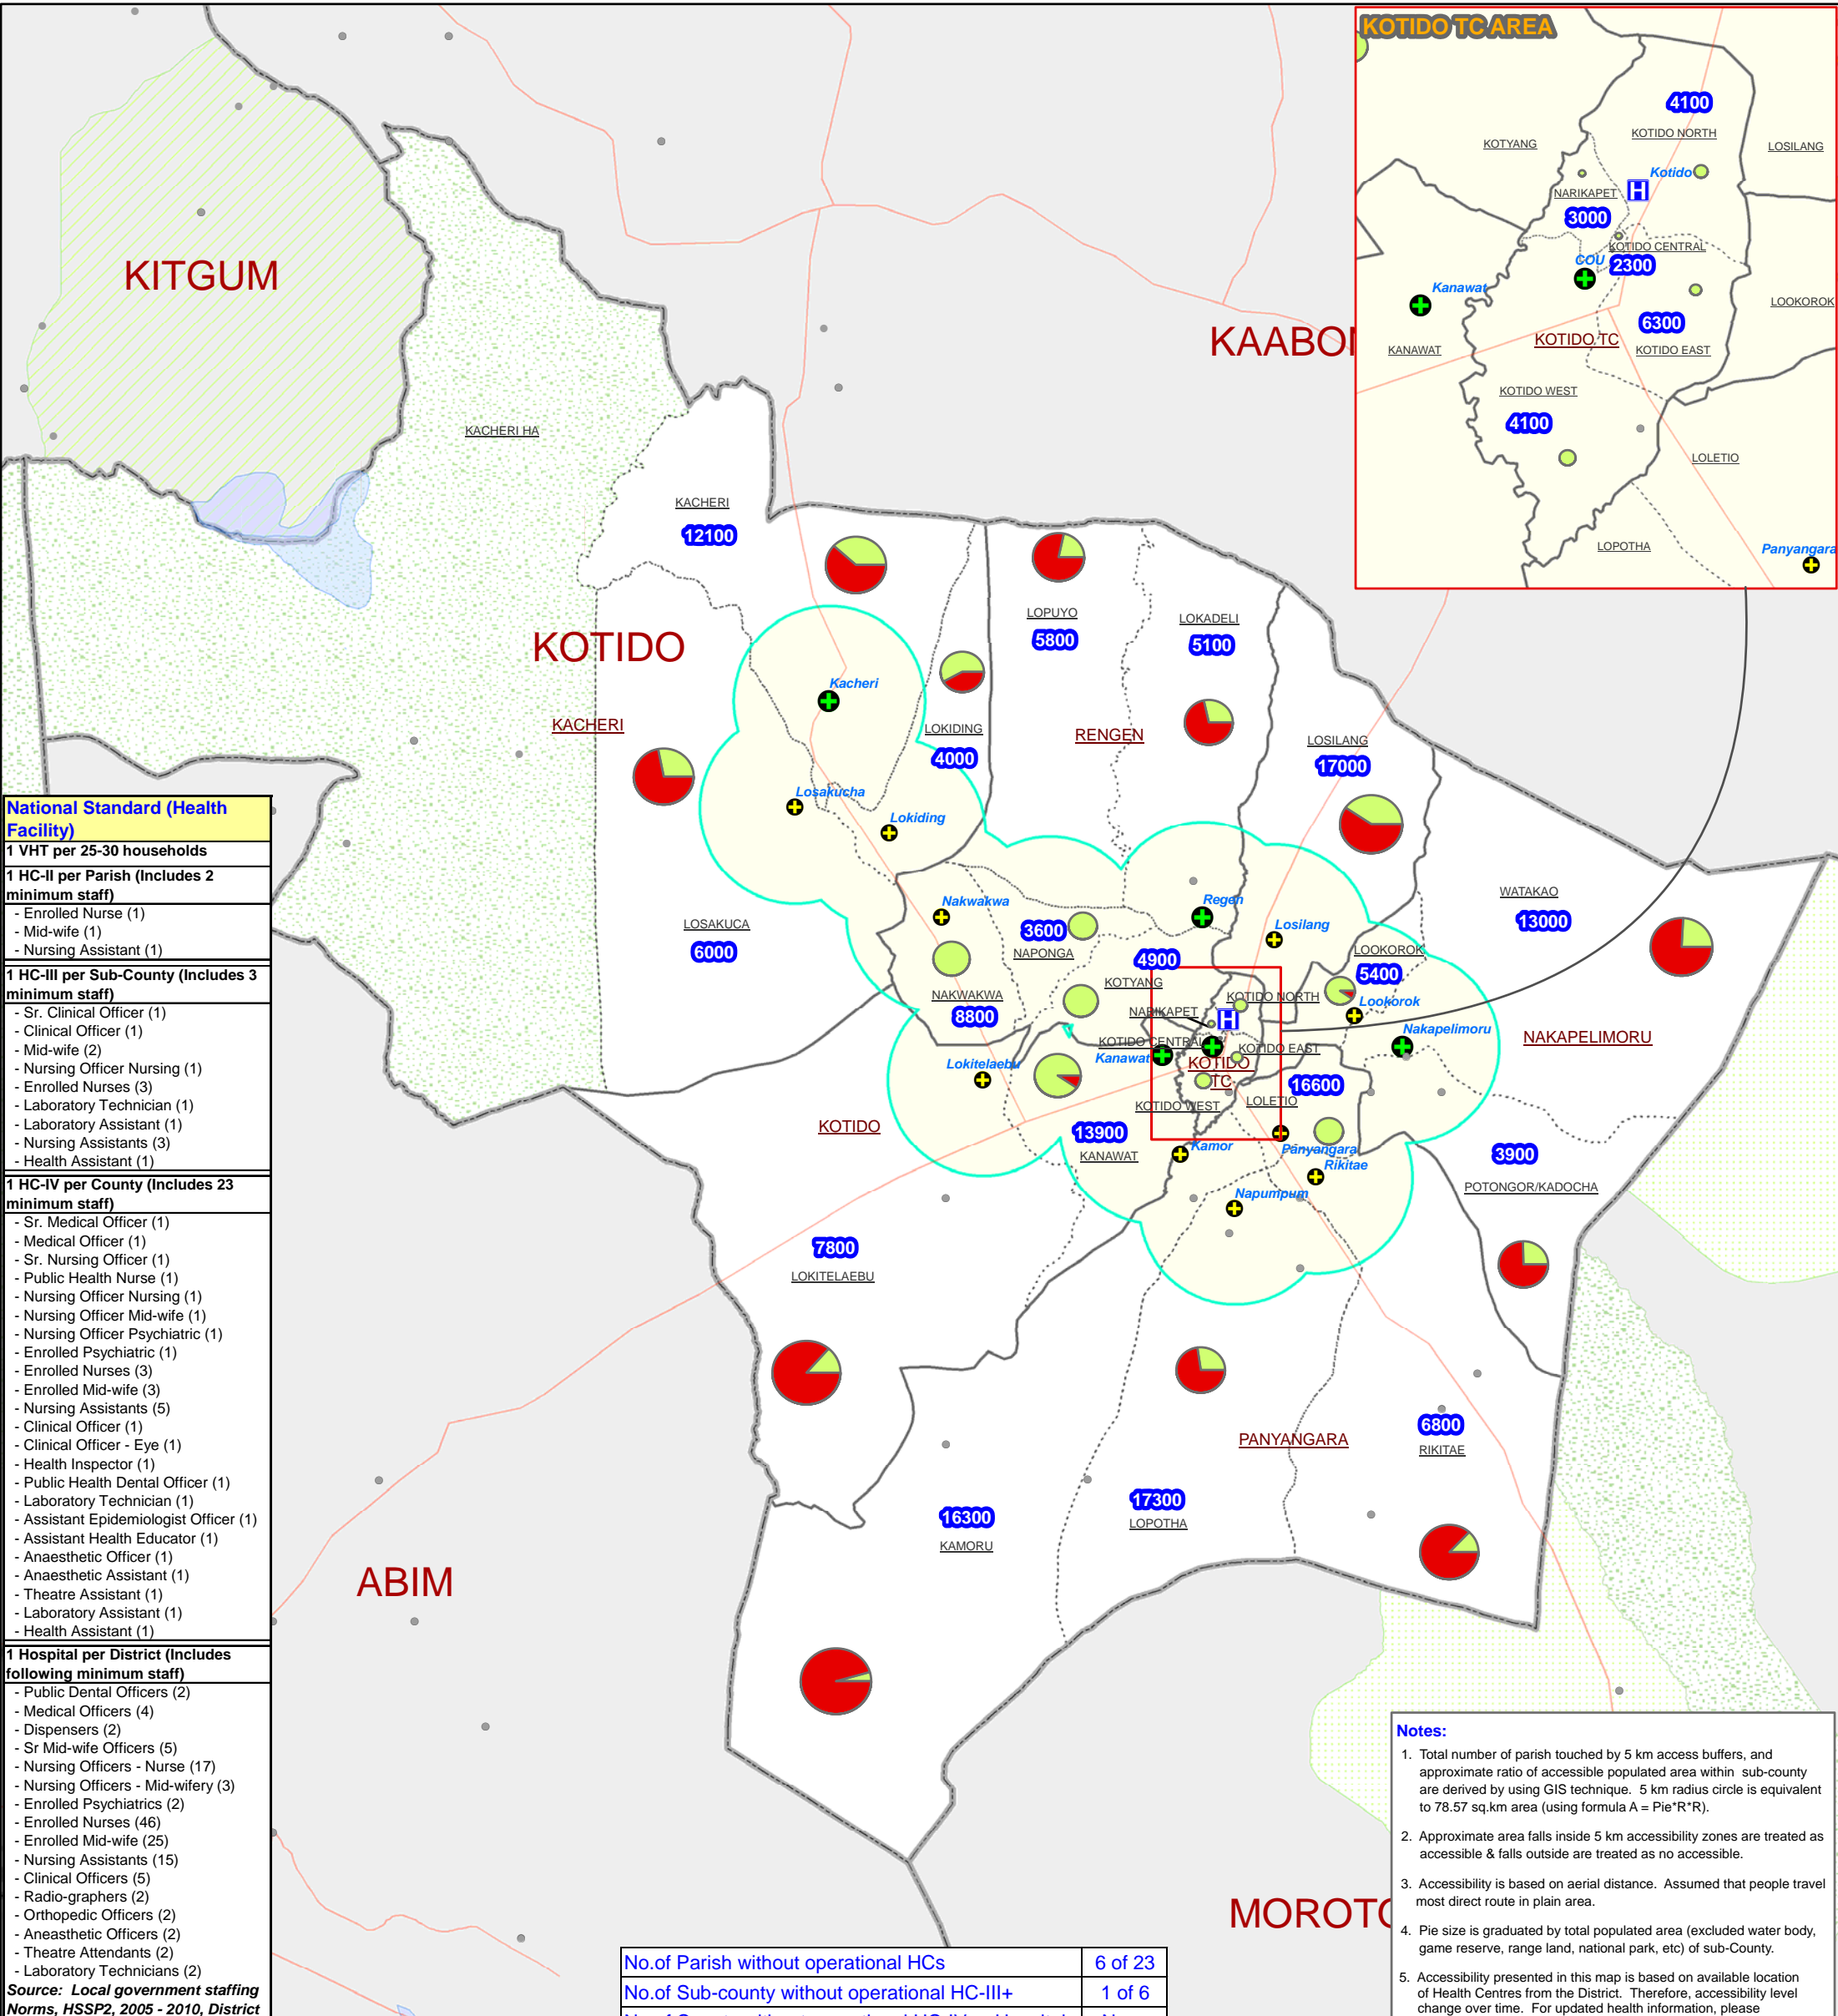 KOTIDO TC AREA
4100
KOTIDO NORTH
KOTYANG
LOSILANG
Kotido
H
NARIKAPET
3000
KOTIDO CENTRAL
COU
2300
Kanawat
LOOKOROK
6300
KOTIDO TC
KANAWAT
KOTIDO EAST
KOTIDO WEST
4100
LOLETIO
LOPOTHA
Panyangara
KITGUM
KAABON
KACHERI HA
KACHERI
12100
LOPUYO
5800
LOKADELI
5100
KOTIDO
Kacheri
KACHERI
LOKIDING
4000
RENGEN
LOSILANG
17000
Losakucha
Lokiding
LOSAKUCA
6000
Nakwakwa
3600
NAPONGA
Regen
Losilang
WATAKAO
13000
4900
KOTYANG
LOOKOROK
5400
Lookorok
NAKWAKWA
8800
KOTIDO NORTH
NARIKAPET
H
KOTIDO CENTRAL
KOTIDO EAST
Nakapelimoru
NAKAPELIMORU
Lokitelaebu
Kanawat
KOTIDO
TC
16600
KOTIDO WEST
LOLETIO
KOTIDO
13900
KANAWAT
Kamor
Panyangara
Rikitae
Napumpum
3900
POTONGOR/KADOCHA
7800
LOKITELAEBU
PANYANGARA
6800
RIKITAE
16300
KAMORU
17300
LOPOTHA
ABIM
MOROTO
National Standard (Health
Facility)
1 VHT per 25-30 households
1 HC-II per Parish (Includes 2
minimum staff)
- Enrolled Nurse (1)
- Mid-wife (1)
- Nursing Assistant (1)
1 HC-III per Sub-County (Includes 3
minimum staff)
- Sr. Clinical Officer (1)
- Clinical Officer (1)
- Mid-wife (2)
- Nursing Officer Nursing (1)
- Enrolled Nurses (3)
- Laboratory Technician (1)
- Laboratory Assistant (1)
- Nursing Assistants (3)
- Health Assistant (1)
1 HC-IV per County (Includes 23
minimum staff)
- Sr. Medical Officer (1)
- Medical Officer (1)
- Sr. Nursing Officer (1)
- Public Health Nurse (1)
- Nursing Officer Nursing (1)
- Nursing Officer Mid-wife (1)
- Nursing Officer Psychiatric (1)
- Enrolled Psychiatric (1)
- Enrolled Nurses (3)
- Enrolled Mid-wife (3)
- Nursing Assistants (5)
- Clinical Officer (1)
- Clinical Officer - Eye (1)
- Health Inspector (1)
- Public Health Dental Officer (1)
- Laboratory Technician (1)
- Assistant Epidemiologist Officer (1)
- Assistant Health Educator (1)
- Anaesthetic Officer (1)
- Anaesthetic Assistant (1)
- Theatre Assistant (1)
- Laboratory Assistant (1)
- Health Assistant (1)
1 Hospital per District (Includes
following minimum staff)
- Public Dental Officers (2)
- Medical Officers (4)
- Dispensers (2)
- Sr Mid-wife Officers (5)
- Nursing Officers - Nurse (17)
- Nursing Officers - Mid-wifery (3)
- Enrolled Psychiatrics (2)
- Enrolled Nurses (46)
- Enrolled Mid-wife (25)
- Nursing Assistants (15)
- Clinical Officers (5)
- Radio-graphers (2)
- Orthopedic Officers (2)
- Aneasthetic Officers (2)
- Theatre Attendants (2)
- Laboratory Technicians (2)
Source: Local government staffing
Norms, HSSP2, 2005 - 2010, District
No.of Parish without operational HCs 6 of 23
No.of Sub-county without operational HC-III+ 1 of 6
Notes:
1. Total number of parish touched by 5 km access buffers, and
approximate ratio of accessible populated area within sub-county
are derived by using GIS technique. 5 km radius circle is equivalent
to 78.57 sq.km area (using formula A = Pie*R*R).
2. Approximate area falls inside 5 km accessibility zones are treated as
accessible & falls outside are treated as no accessible.
3. Accessibility is based on aerial distance. Assumed that people travel
most direct route in plain area.
4. Pie size is graduated by total populated area (excluded water body,
game reserve, range land, national park, etc) of sub-County.
5. Accessibility presented in this map is based on available location
of Health Centres from the District. Therefore, accessibility level
change over time. For updated health information, please